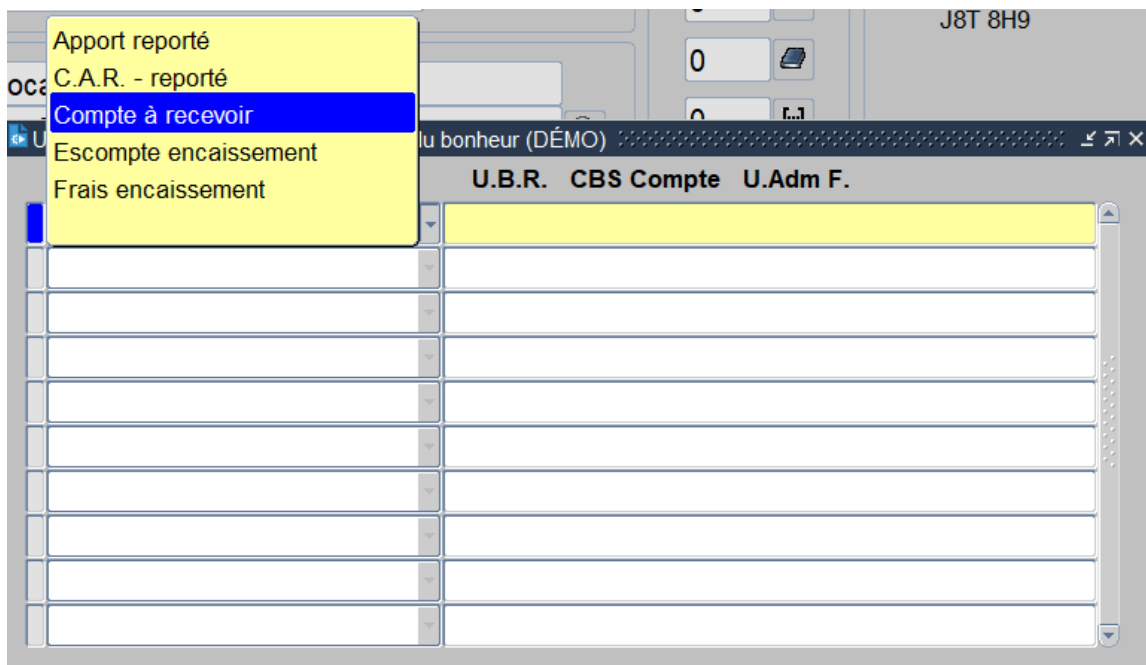 J8T 8H9
Apport reporté
0
C.A.R. - reporté
Compte à recevoir
lu bonheur (DÉMO)
Escompte encaissement
Frais encaissement
U.B.R. CBS Compte U.Adm F.